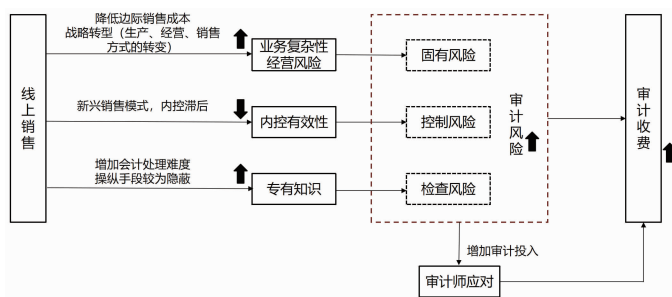 线上销售
降低边际销售成本
战略转型（生产、经营、销售
方式的转变）
业务复杂性
经营风险
固有风险
新兴销售模式，内控滞后
内控有效性
控制风险
增加会计处理难度
操纵手段较为隐蔽
专有知识
检查风险
审计风险
审计收费
增加审计投入
审计师应对